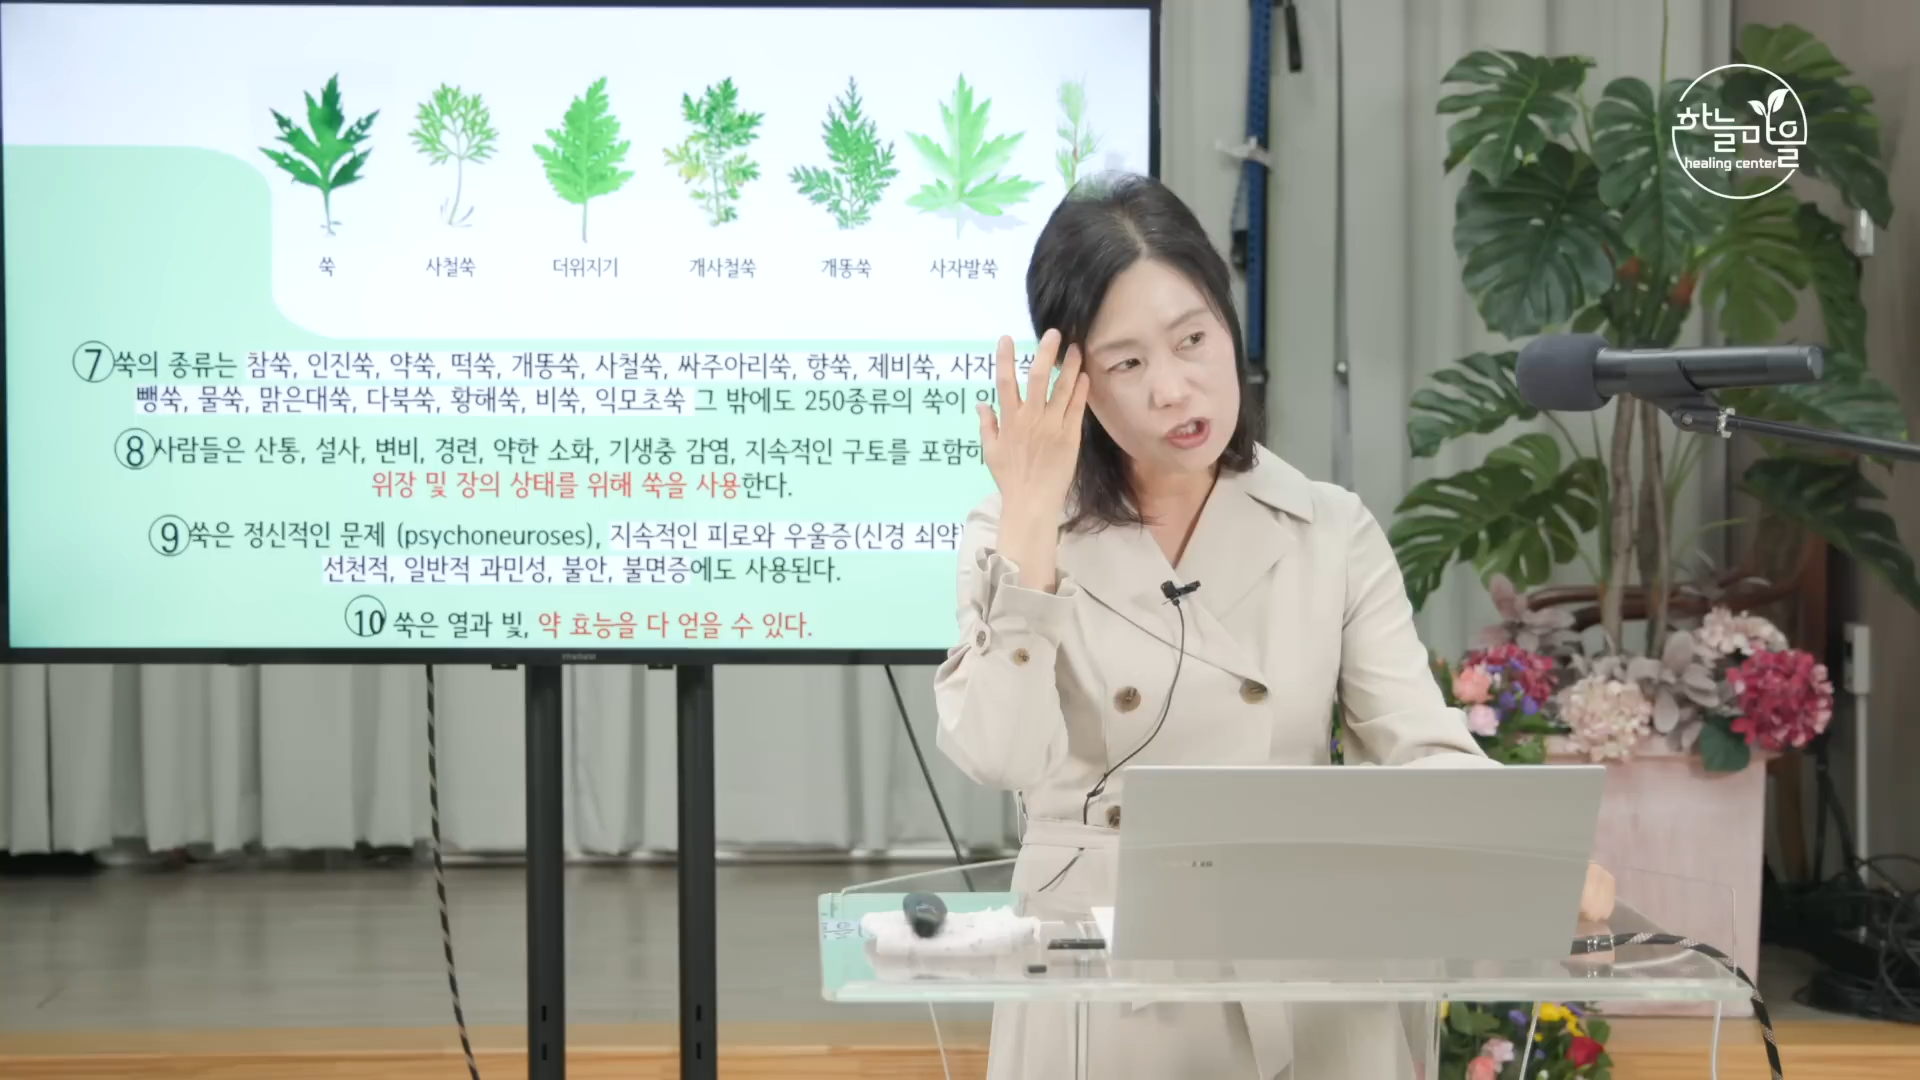 하늘마을
healing center
쑥 사철쑥 더위지기 개사철쑥 개똥쑥 사자발쑥
⑦쑥의 종류는 참쑥, 인진쑥, 약쑥, 떡쑥, 개똥쑥, 사철쑥, 싸주아리쑥, 향쑥, 제비쑥,
뺑쑥, 물쑥, 맑은대쑥, 다북쑥, 황해쑥, 비쑥, 익모초쑥 그 밖에도 250종류의 쑥이
⑧사람들은 산통, 설사, 변비, 경련, 약한 소화, 기생충 감염, 지속적인 구토를
위장 및 장의 상태를 위해 쑥을 사용한다.
⑨쑥은 정신적인 문제 (psychoneuroses), 지속적인 피로와 우울증(신경 쇠약)
선천적, 일반적 과민성, 불안, 불면증에도 사용된다.
⑩ 쑥은 열과 빛, 약 효능을 다 얻을 수 있다.